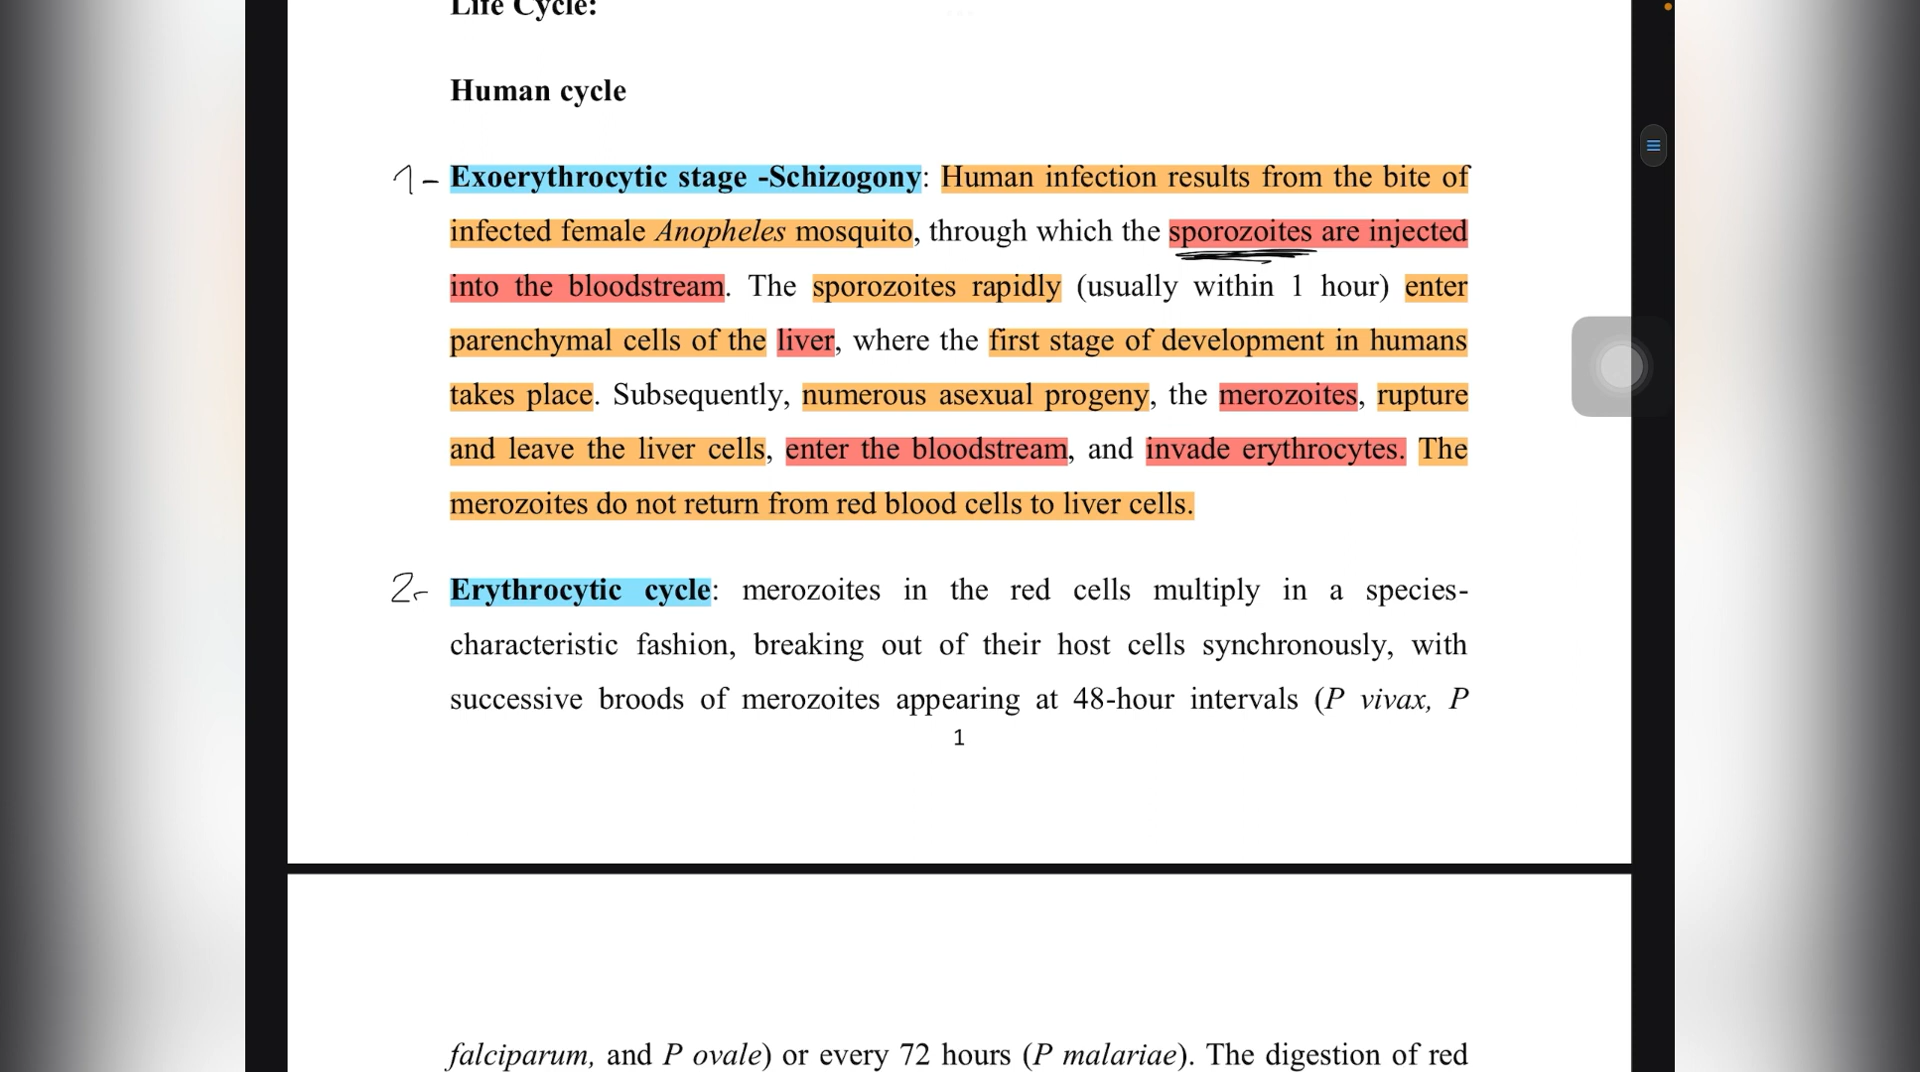 Life Cycle:
Human cycle
1- Exoerythrocytic stage -Schizogony: Human infection results from the bite of
infected female Anopheles mosquito, through which the sporozoites are injected
into the bloodstream. The sporozoites rapidly (usually within 1 hour) enter
parenchymal cells of the liver, where the first stage of development in humans
takes place. Subsequently, numerous asexual progeny, the merozoites, rupture
and leave the liver cells, enter the bloodstream, and invade erythrocytes. The
merozoites do not return from red blood cells to liver cells.
2- Erythrocytic cycle: merozoites in the red cells multiply in a species-
characteristic fashion, breaking out of their host cells synchronously, with
successive broods of merozoites appearing at 48-hour intervals (P vivax, P
1
falciparum, and P ovale) or every 72 hours (P malariae). The digestion of red